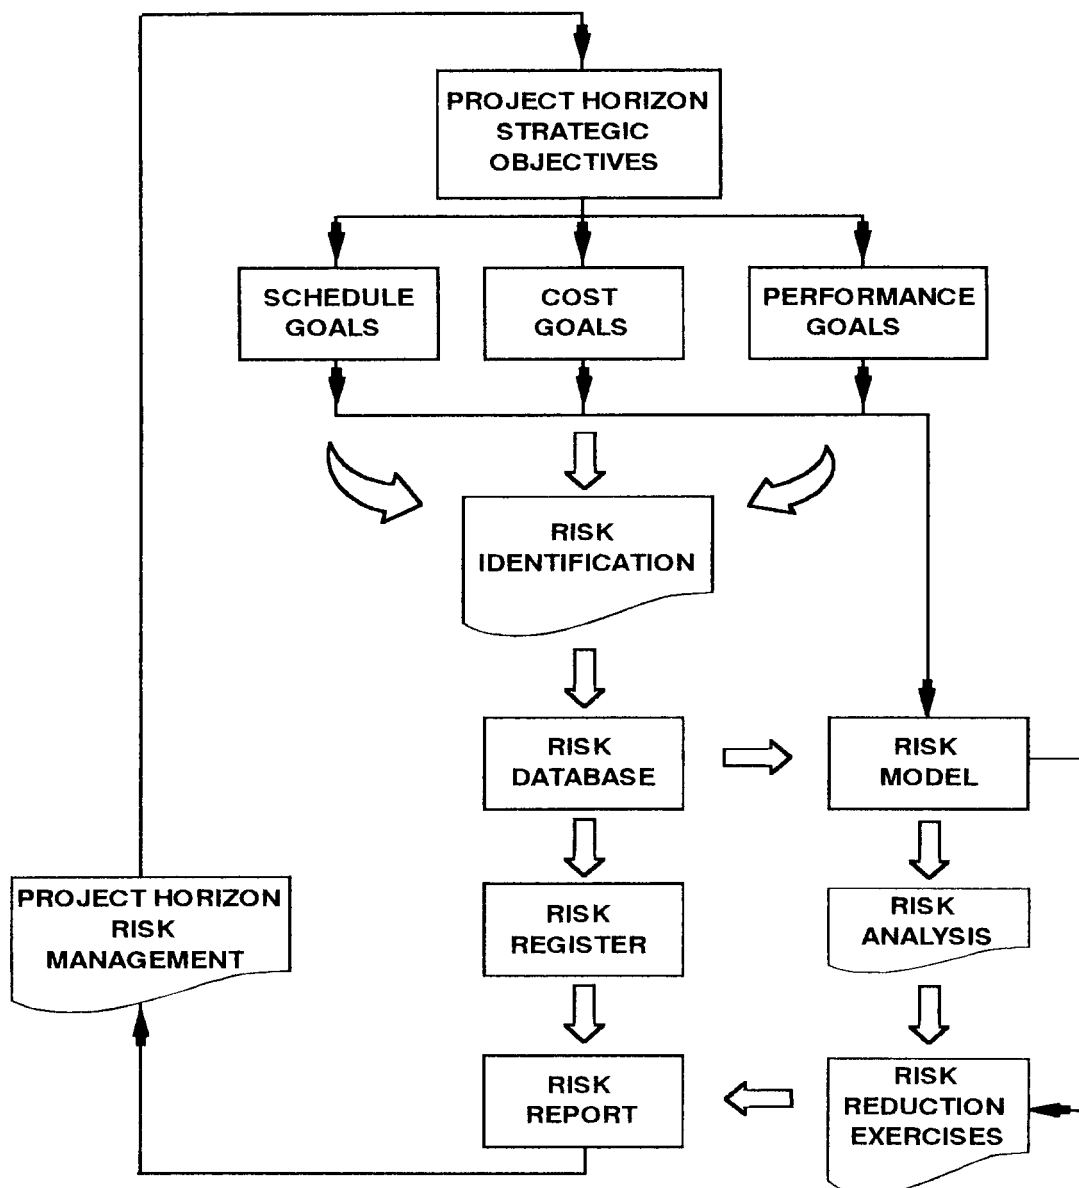 PROJECT HORIZON
STRATEGIC
OBJECTIVES
SCHEDULE
GOALS
COST
GOALS
PERFORMANCE
GOALS
RISK
IDENTIFICATION
RISK
DATABASE
RISK
MODEL
PROJECT HORIZON
RISK
MANAGEMENT
RISK
REGISTER
RISK
ANALYSIS
RISK
REPORT
RISK
REDUCTION
EXERCISES